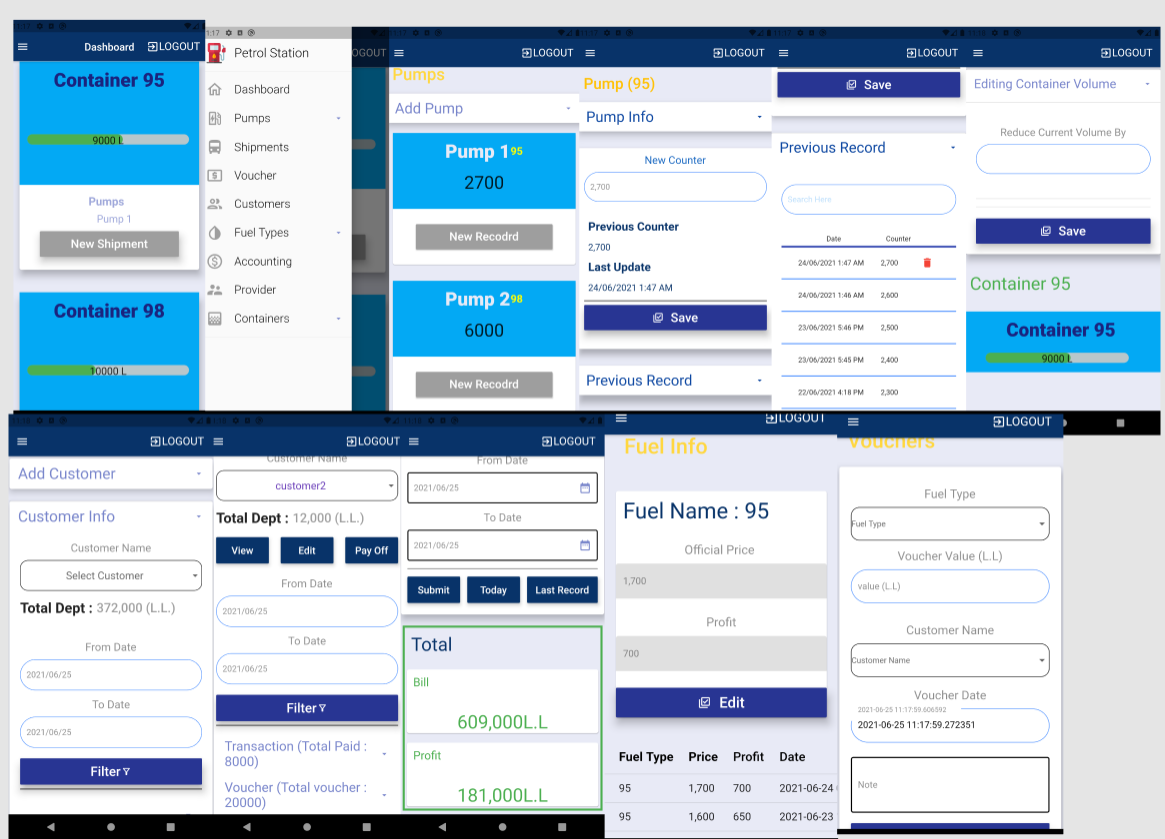 Dashboard
LOGOUT
Container 95
9000 L
Pumps
Pump 1
New Shipment
Container 98
10000 L
1:17
Petrol Station
Dashboard
Pumps
Shipments
Voucher
Customers
Fuel Types
Accounting
Provider
Containers
OGOUT
LOGOUT
Pumps
Add Pump
Pump 1 95
2700
New Recodrd
Pump 2 98
6000
New Recodrd
LOGOUT
Pump (95)
Pump Info
New Counter
2,700
Previous Counter
2,700
Last Update
24/06/2021 1:47 AM
Save
Previous Record
LOGOUT
Save
Previous Record
Search Here
Date Counter
24/06/2021 1:47 AM 2,700
24/06/2021 1:46 AM 2,600
23/06/2021 5:46 PM 2,500
23/06/2021 5:45 PM 2,400
22/06/2021 4:18 PM 2,300
LOGOUT
Editing Container Volume
Reduce Current Volume By
Save
Container 95
Container 95
9000 L
LOGOUT
Add Customer
Customer Info
Customer Name
Select Customer
Total Dept : 372,000 (L.L.)
From Date
2021/06/25
To Date
2021/06/25
Filter
LOGOUT
Customer Name
customer2
Total Dept : 12,000 (L.L.)
View Edit Pay Off
From Date
2021/06/25
To Date
2021/06/25
Filter
Transaction (Total Paid :
8000)
Voucher (Total voucher :
20000)
LOGOUT
From Date
2021/06/25
To Date
2021/06/25
Submit Today Last Record
Total
Bill
609,000L.L
Profit
181,000L.L
LOGOUT
Fuel Info
Fuel Name : 95
Official Price
1,700
Profit
700
Edit
Fuel Type Price Profit Date
95 1,700 700 2021-06-24
95 1,600 650 2021-06-23
LOGOUT
Vouchers
Fuel Type
Fuel Type
Voucher Value (L.L)
value (L.L)
Customer Name
Customer Name
Voucher Date
2021-06-25 11:17:59.606592
2021-06-25 11:17:59.272351
Note